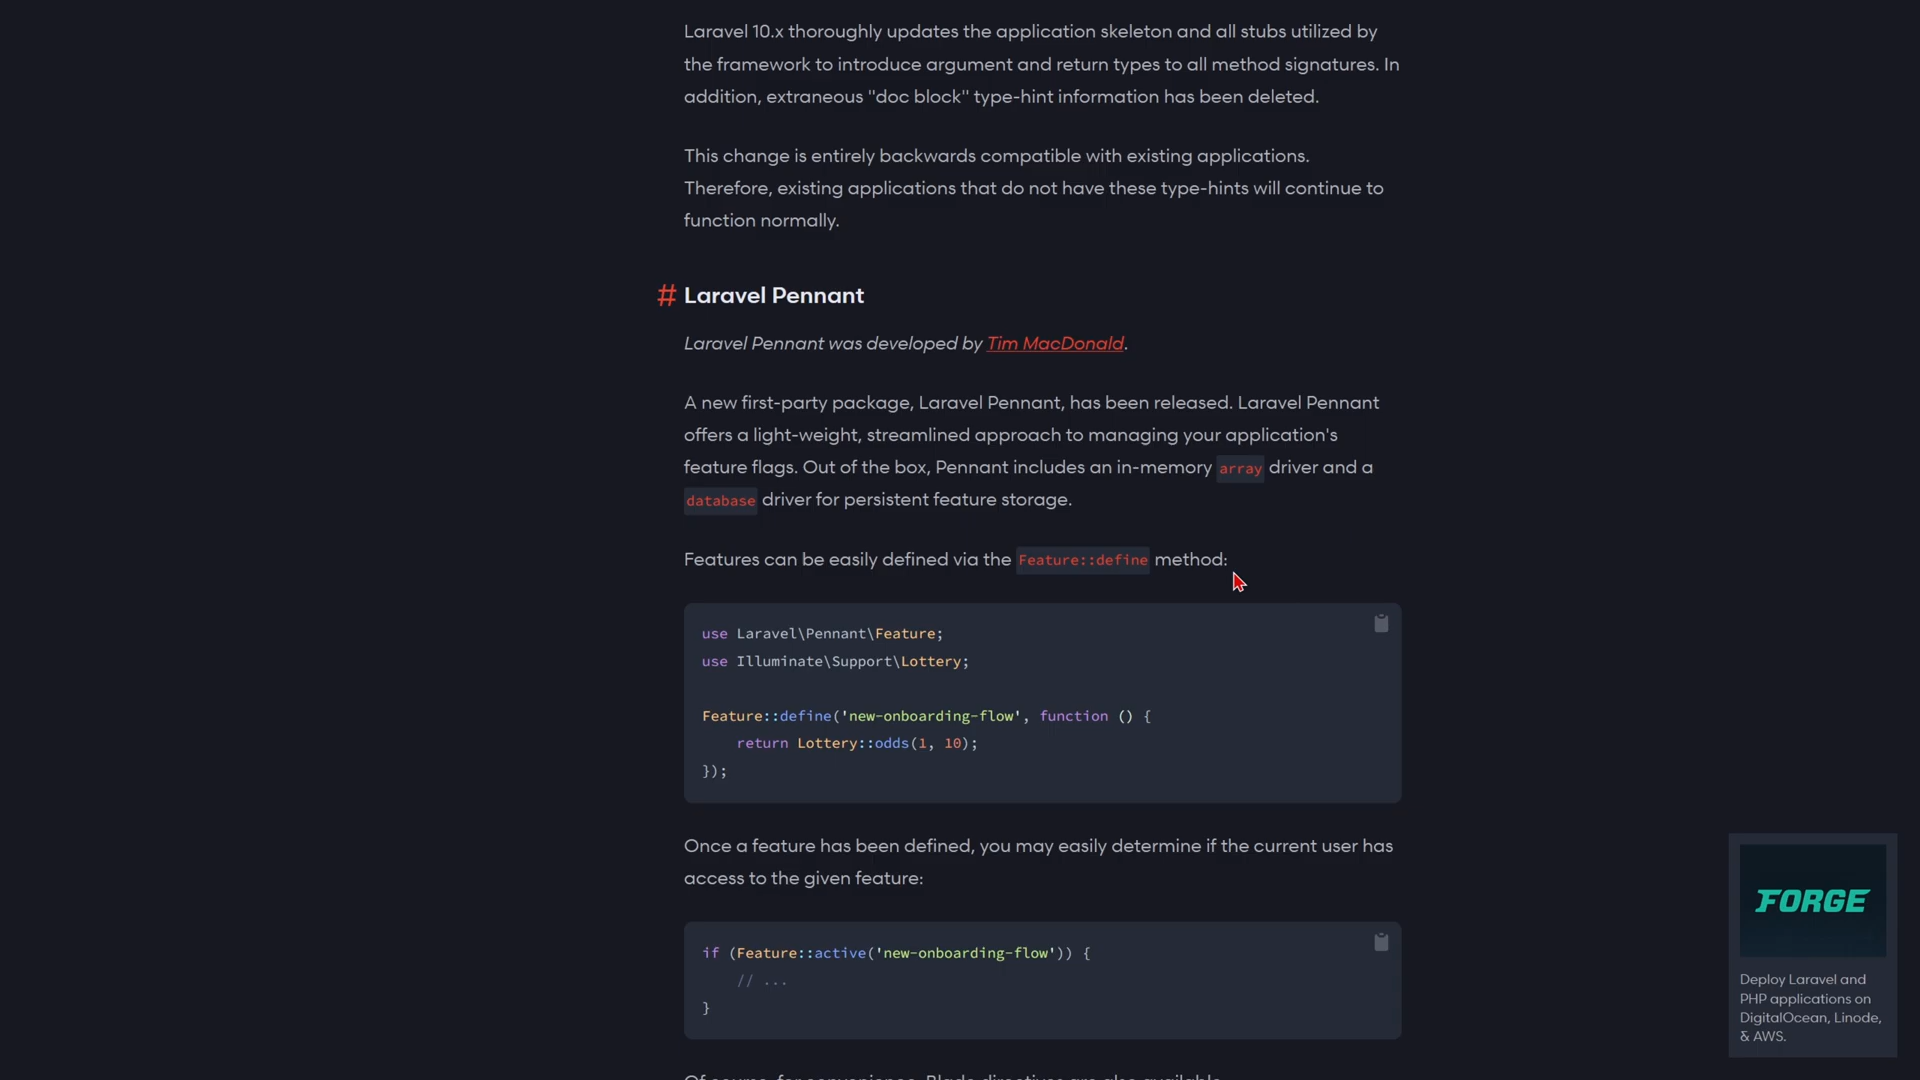 Laravel 10.x thoroughly updates the application skeleton and all stubs utilized by
the framework to introduce argument and return types to all method signatures. In
addition, extraneous "doc block" type-hint information has been deleted.
This change is entirely backwards compatible with existing applications.
Therefore, existing applications that do not have these type-hints will continue to
function normally.
# Laravel Pennant
Laravel Pennant was developed by Tim MacDonald.
A new first-party package, Laravel Pennant, has been released. Laravel Pennant
offers a light-weight, streamlined approach to managing your application's
feature flags. Out of the box, Pennant includes an in-memory array driver and a
database driver for persistent feature storage.
Features can be easily defined via the Feature::define method:
use Laravel\Pennant\Feature;
use Illuminate\Support\Lottery;
Feature::define('new-onboarding-flow', function () {
    return Lottery::odds(1, 10);
});
Once a feature has been defined, you may easily determine if the current user has
access to the given feature:
if (Feature::active('new-onboarding-flow')) {
    // ...
}
Of course, for convenience, Blade directives are also available
FORGE
Deploy Laravel and
PHP applications on
DigitalOcean, Linode,
& AWS.